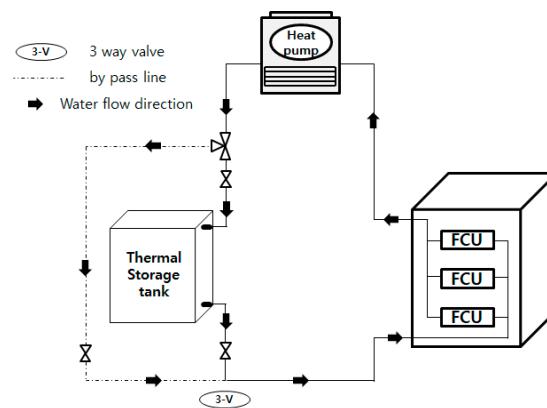 3-V 3 way valve
by pass line
Water flow direction
Heat
pump
Thermal
Storage
tank
FCU
FCU
FCU
3-V